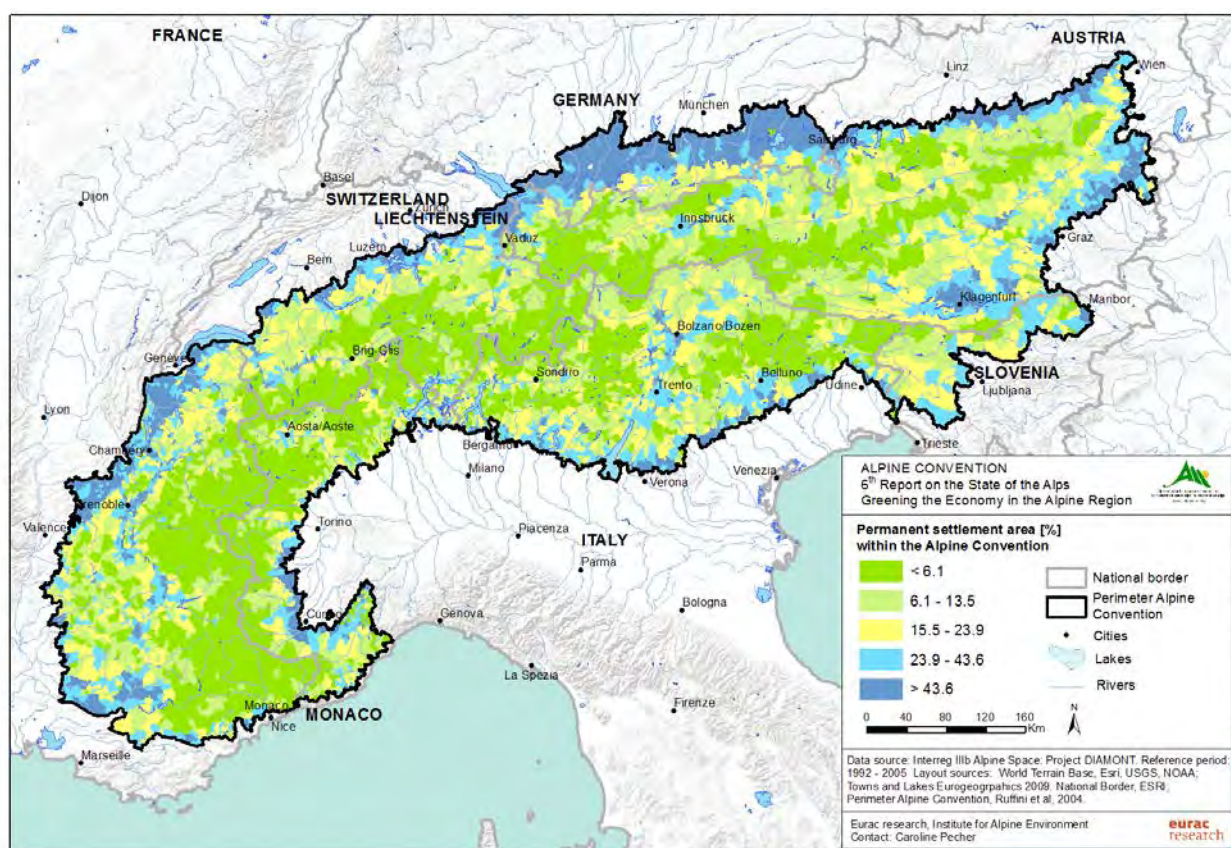 FRANCE
AUSTRIA
Linz
Wien
GERMANY
München
Salzburg
Basel
Dijon
SWITZERLAND
Zürich
LIECHTENSTEIN
Innsbruck
Luzern
Vaduz
Graz
Bern
Klagenfurt
Maribor
Bolzano/Bozen
Brig-Glis
Genève
SLOVENIA
Sondrio
Belluno
Trento
Udine
Ljubljana
Lyon
Aosta/Aoste
Trieste
Chambéry
Bergamo
Milano
Venezia
Verona
Grenoble
Valence
Torino
Piacenza
ITALY
Parma
Cuneo
Genova
Bologna
La Spezia
Monaco
MONACO
Nice
Firenze
Marseille
ALPINE CONVENTION
6th Report on the State of the Alps
Greening the Economy in the Alpine Region
Permanent settlement area [%]
within the Alpine Convention
< 6.1
6.1 - 13.5
15.5 - 23.9
23.9 - 43.6
> 43.6
National border
Perimeter Alpine
Convention
Cities
Lakes
Rivers
0 40 80 120 160
Km
N
Data source: Interreg IIIb Alpine Space: Project DIAMONT. Reference period:
1992 - 2005 Layout sources: World Terrain Base, Esri, USGS, NOAA;
Towns and Lakes Eurogeogrpahics 2009, National Border, ESRI;
Perimeter Alpine Convention, Ruffini et al, 2004.
Eurac research, Institute for Alpine Environment
Contact: Caroline Pecher
eurac
research